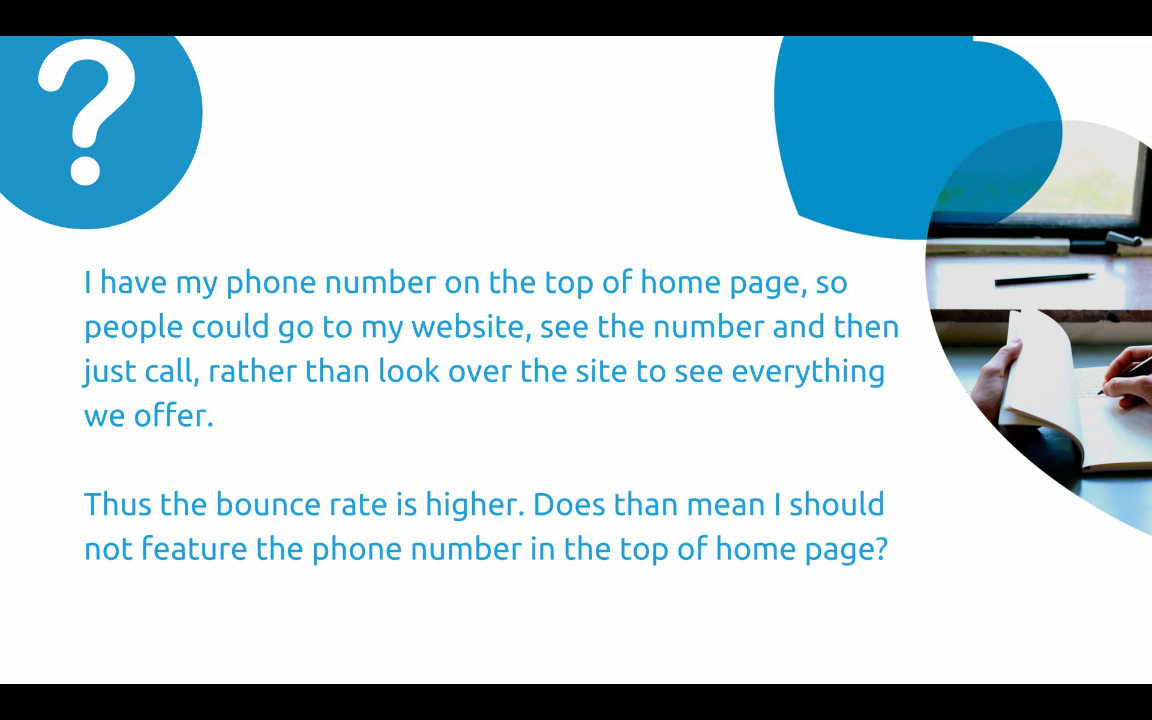 ?
I have my phone number on the top of home page, so
people could go to my website, see the number and then
just call, rather than look over the site to see everything
we offer.
Thus the bounce rate is higher. Does than mean I should
not feature the phone number in the top of home page?